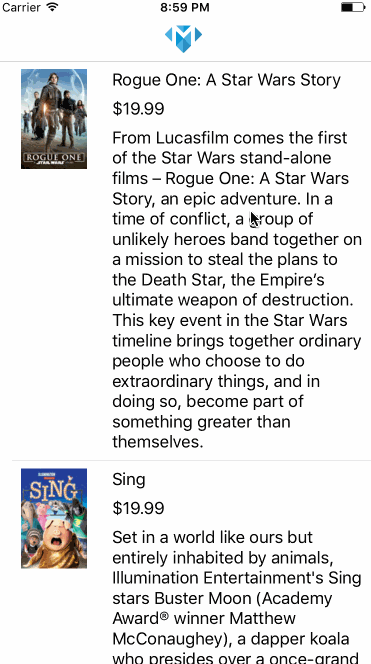 Carrier 8:59 PM
Rogue One: A Star Wars Story
$19.99
From Lucasfilm comes the first
of the Star Wars stand-alone
films – Rogue One: A Star Wars
Story, an epic adventure. In a
time of conflict, a group of
unlikely heroes band together on
a mission to steal the plans to
the Death Star, the Empire’s
ultimate weapon of destruction.
This key event in the Star Wars
timeline brings together ordinary
people who choose to do
extraordinary things, and in
doing so, become part of
something greater than
themselves.
ROGUE ONE
STAR WARS
Sing
$19.99
Set in a world like ours but
entirely inhabited by animals,
Illumination Entertainment's Sing
stars Buster Moon (Academy
Award® winner Matthew
McConaughey), a dapper koala
who presides over a once-grand
ILLUMINATION
SING